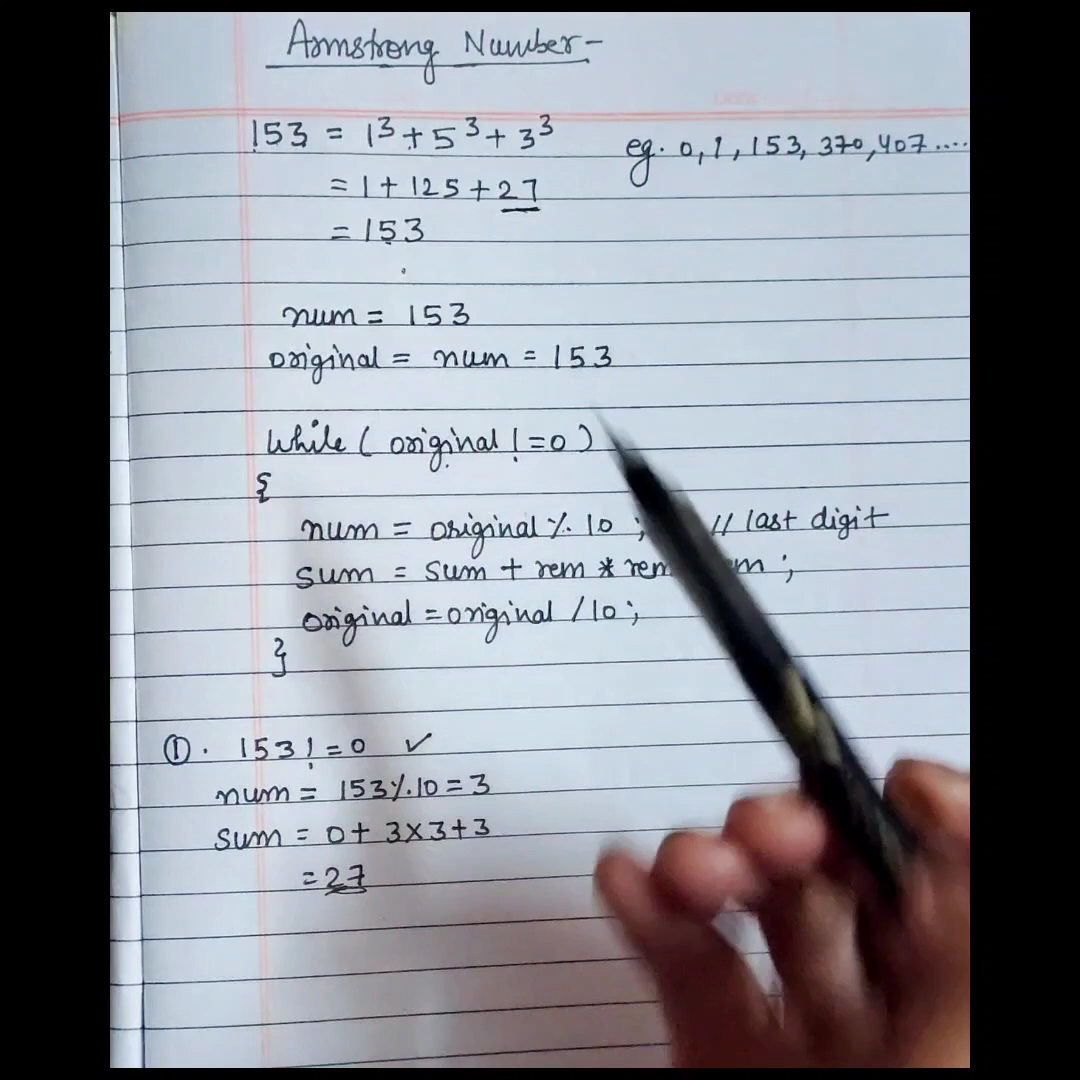 Armstrong Number-
153 = 1³ + 5³ + 3³
eg. 0, 1, 153, 370, 407 ....
= 1 + 125 + 27
= 153
num = 153
original = num = 153
while ( original != 0 )
{
num = original % 10 ; // last digit
sum = sum + rem * rem ;
original = original / 10 ;
}
①. 153 != 0 ✓
num = 153 % 10 = 3
sum = 0 + 3×3+3
= 27